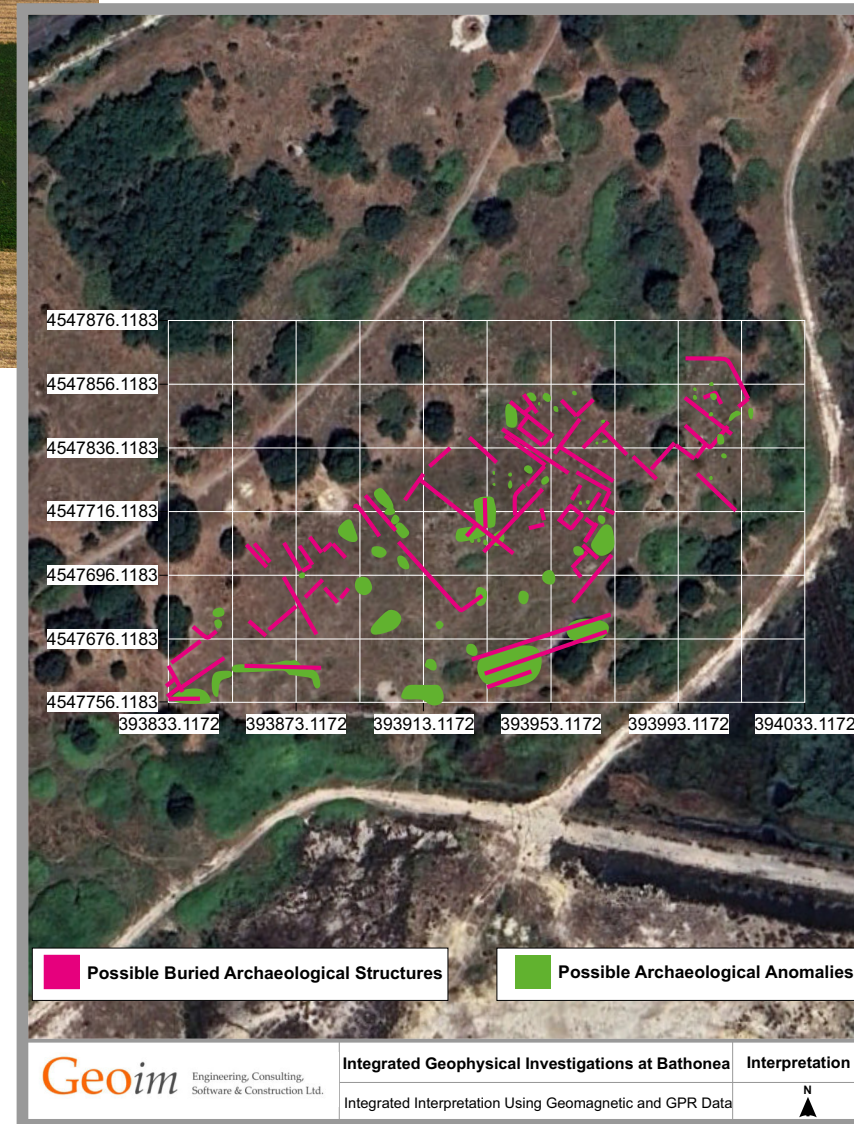 4547876.1183
4547856.1183
4547836.1183
4547716.1183
4547696.1183
4547676.1183
4547756.1183
393833.1172 393873.1172 393913.1172 393953.1172 393993.1172 394033.1172
Possible Buried Archaeological Structures
Possible Archaeological Anomalies
Geoim
Engineering, Consulting,
Software & Construction Ltd.
Integrated Geophysical Investigations at Bathonea
Integrated Interpretation Using Geomagnetic and GPR Data
Interpretation
N